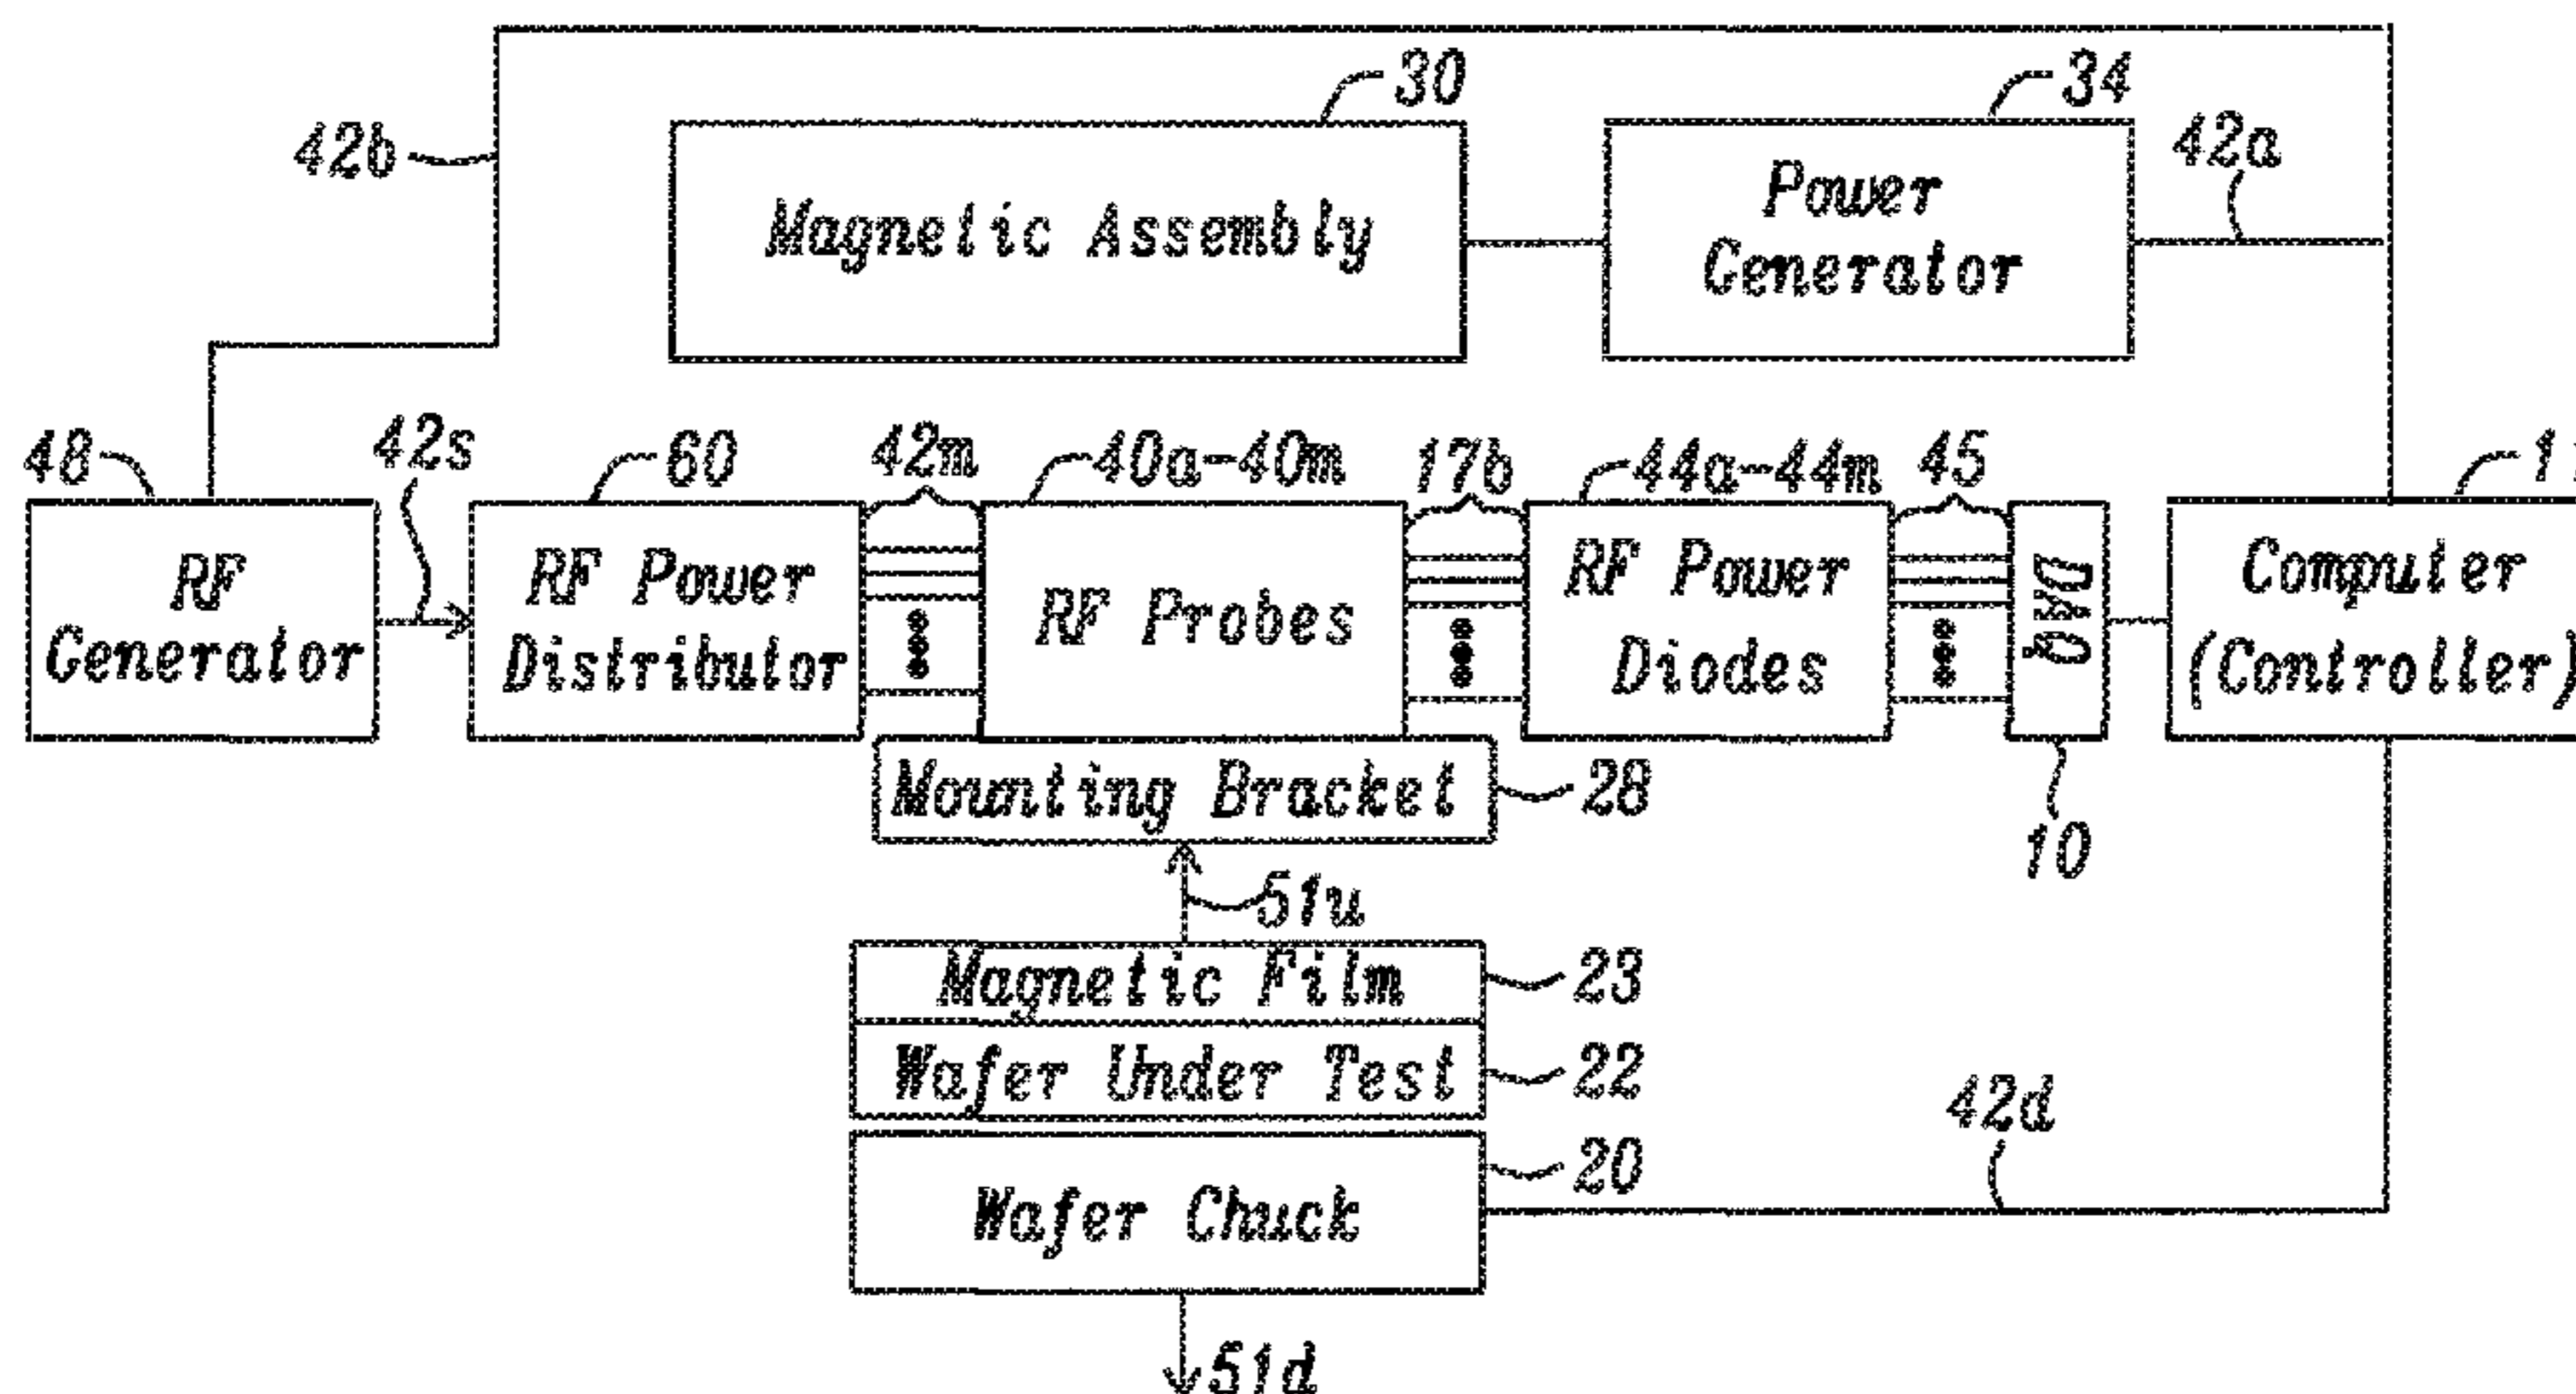 30
34
42b
42a
Magnetic Assembly
Power
Generator
48
42s
60
42m
40a-40m
17b
44a-44m
45
11
RF
Generator
RF Power
Distributor
RF Probes
RF Power
Diodes
DAQ
Computer
(Controller)
Mounting Bracket
28
10
51u
Magnetic Film
23
Wafer Under Test
22
42d
20
Wafer Chuck
51d